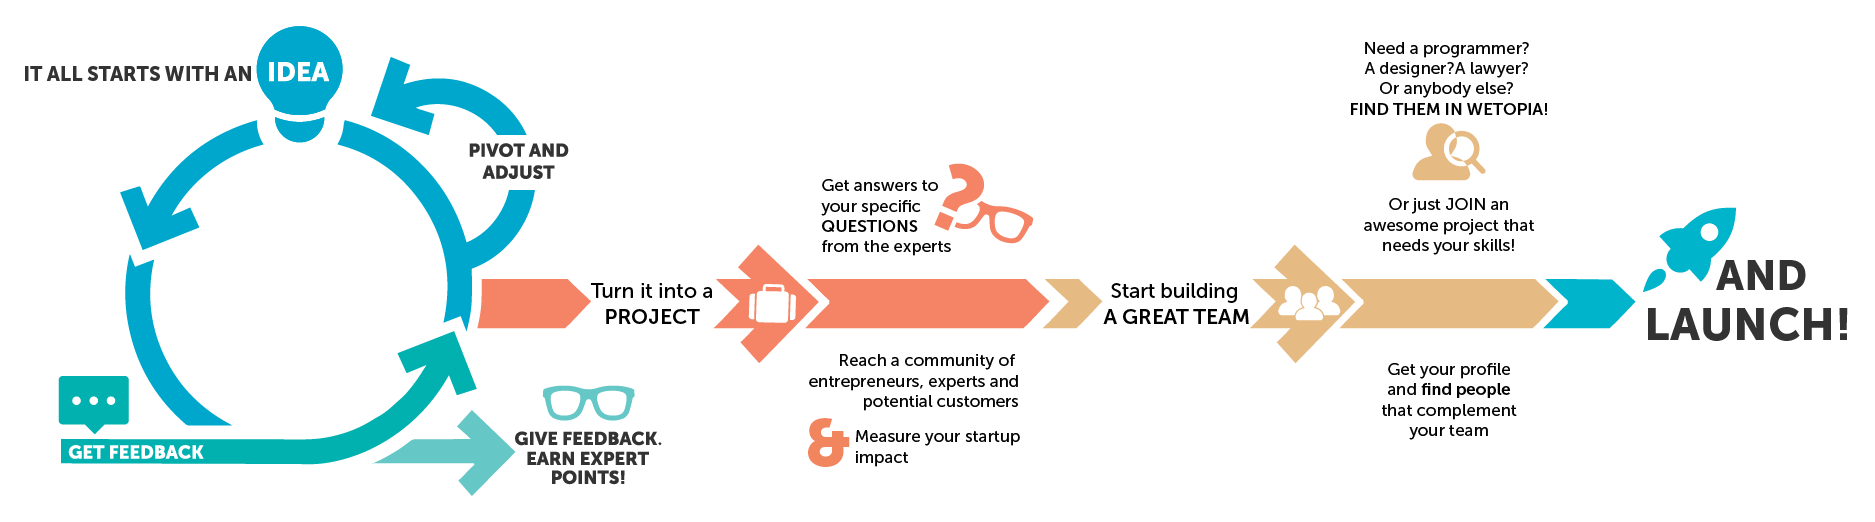 IT ALL STARTS WITH AN IDEA
PIVOT AND
ADJUST
GET FEEDBACK
GIVE FEEDBACK.
EARN EXPERT
POINTS!
Turn it into a
PROJECT
Get answers to
your specific
QUESTIONS
from the experts
?
Reach a community of
entrepreneurs, experts and
potential customers
& Measure your startup
impact
Start building
A GREAT TEAM
Need a programmer?
A designer?A lawyer?
Or anybody else?
FIND THEM IN WETOPIA!
Or just JOIN an
awesome project that
needs your skills!
Get your profile
and find people
that complement
your team
AND
LAUNCH!